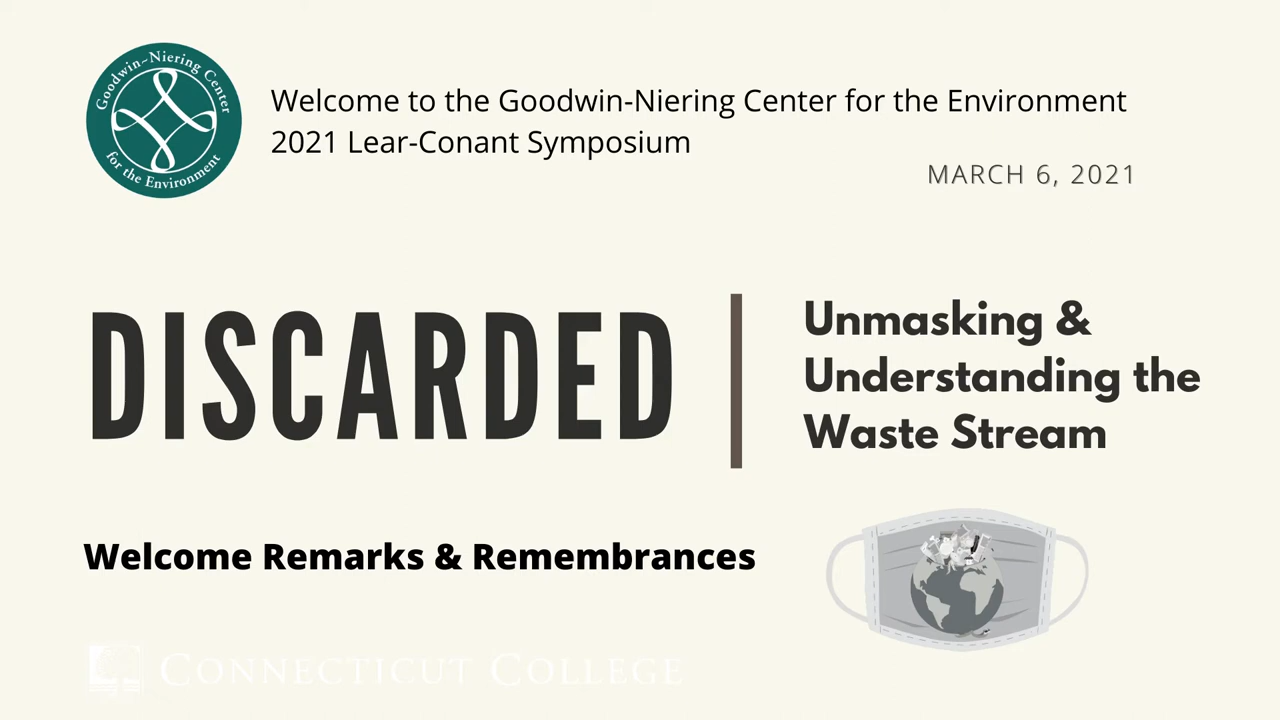 Goodwin~Niering Center
for the Environment
Welcome to the Goodwin-Niering Center for the Environment
2021 Lear-Conant Symposium
MARCH 6, 2021
DISCARDED
Unmasking &
Understanding the
Waste Stream
Welcome Remarks & Remembrances
CONNECTICUT COLLEGE